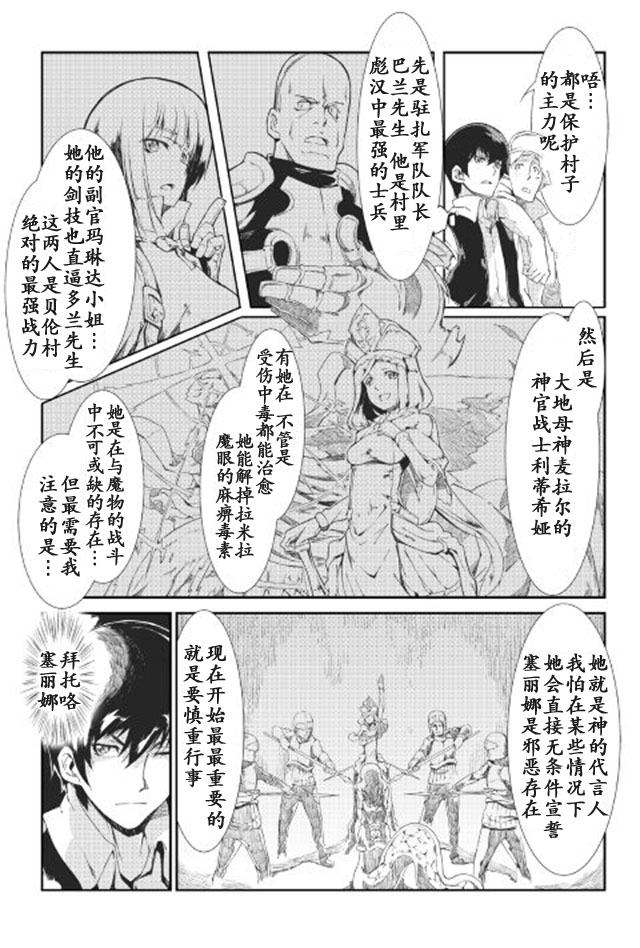 唔…
都是保护村子
的主力呢
先是驻扎军队队长
巴兰先生 他是村里
彪汉中最强的士兵
他的副官玛琳达小姐…
她的剑技也直逼多兰先生
这两人是贝伦村
绝对的最强战力
然后是
大地母神麦拉尔的
神官战士利蒂希娅
有她在 不管是
受伤中毒都能治愈
她能解掉拉米拉
魔眼的麻痹毒素
她是在与魔物的战斗
中不可或缺的存在…
但最需要我
注意的是…
她就是神的代言人
我怕在某些情况下
她会直接无条件宣誓
塞丽娜是邪恶存在
现在开始最最重要的
就是要慎重行事
拜托咯
塞丽娜